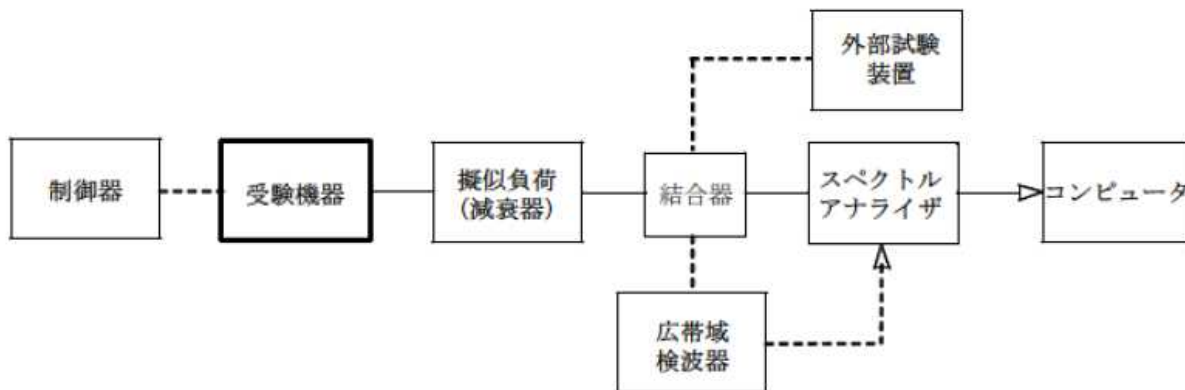 外部試験
装置
制御器
受験機器
擬似負荷
(減衰器)
結合器
スペクトル
アナライザ
コンピュータ
広帯域
検波器